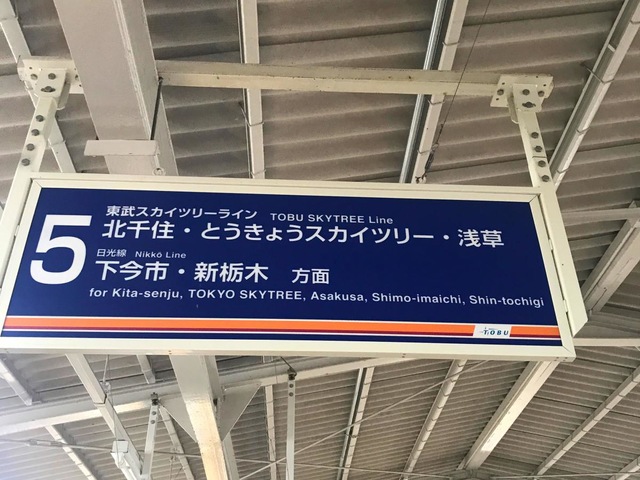 5
東武スカイツリーライン TOBU SKYTREE Line
北千住・とうきょうスカイツリー・浅草
日光線 Nikkō Line
下今市・新栃木 方面
for Kita-senju, TOKYO SKYTREE, Asakusa, Shimo-imaichi, Shin-tochigi
TOBU